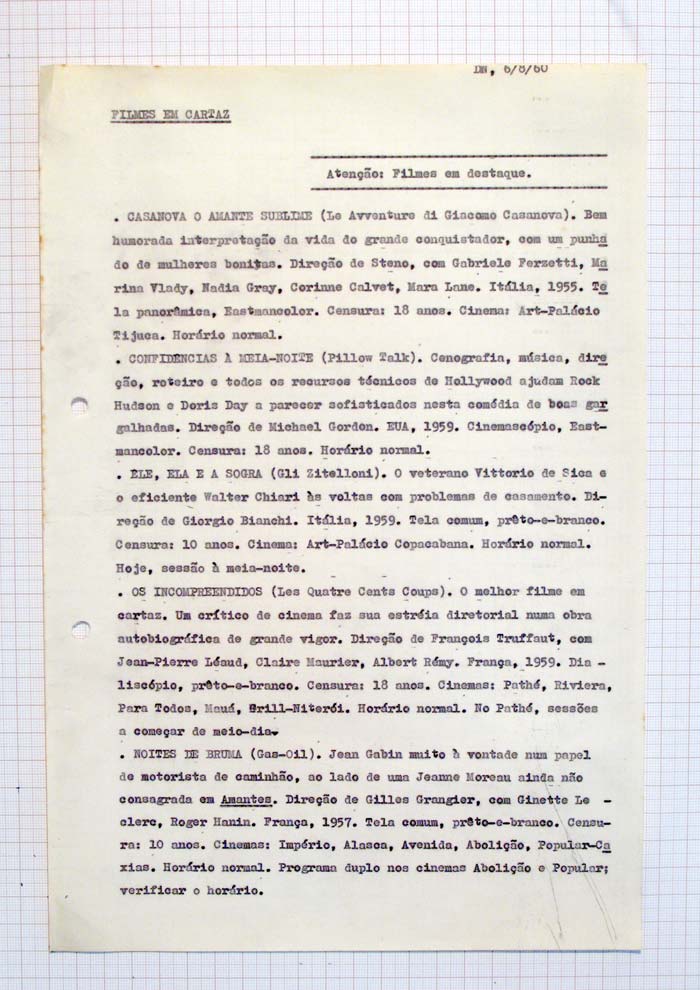 DN, 6/8/60
FILMES EM CARTAZ
Atenção: Filmes em destaque.
. CASANOVA O AMANTE SUBLIME (Le Avventure di Giacomo Casanova). Bem
humorada interpretação da vida do grande conquistador, com um punha
do de mulheres bonitas. Direção de Steno, com Gabriele Ferzetti, Ma
rina Vlady, Nadia Gray, Corinne Calvet, Mara Lane. Itália, 1955. Te
la panorâmica, Eastmancolor. Censura: 18 anos. Cinema: Art-Palácio
Tijuca. Horário normal.
. CONFIDÊNCIAS À MEIA-NOITE (Pillow Talk). Cenografia, música, dire
ção, roteiro e todos os recursos técnicos de Hollywood ajudam Rock
Hudson e Doris Day a parecer sofisticados nesta comédia de boas gar
galhadas. Direção de Michael Gordon. EUA, 1959. Cinemascópio, East-
mancolor. Censura: 18 anos. Horário normal.
. ÊLE, ELA E A SOGRA (Gli Zitelloni). O veterano Vittorio de Sica e
o eficiente Walter Chiari às voltas com problemas de casamento. Di-
reção de Giorgio Bianchi. Itália, 1959. Tela comum, prêto-e-branco.
Censura: 10 anos. Cinema: Art-Palácio Copacabana. Horário normal.
Hoje, sessão à meia-noite.
. OS INCOMPREENDIDOS (Les Quatre Cents Coups). O melhor filme em
cartaz. Um crítico de cinema faz sua estréia diretorial numa obra
autobiográfica de grande vigor. Direção de François Truffaut, com
Jean-Pierre Léaud, Claire Maurier, Albert Rémy. França, 1959. Dia -
liscópio, prêto-e-branco. Censura: 18 anos. Cinemas: Pathé, Riviera,
Para Todos, Mauá, Grill-Niterói. Horário normal. No Pathé, sessões
a começar de meio-dia.
. NOITES DE BRUMA (Gas-Oil). Jean Gabin muito à vontade num papel
de motorista de caminhão, ao lado de uma Jeanne Moreau ainda não
consagrada em Amantes. Direção de Gilles Grangier, com Ginette Le -
clerc, Roger Hanin. França, 1957. Tela comum, prêto-e-branco. Censu-
ra: 10 anos. Cinemas: Império, Alasca, Avenida, Abolição, Popular-Ca
xias. Horário normal. Programa duplo nos cinemas Abolição e Popular;
verificar o horário.